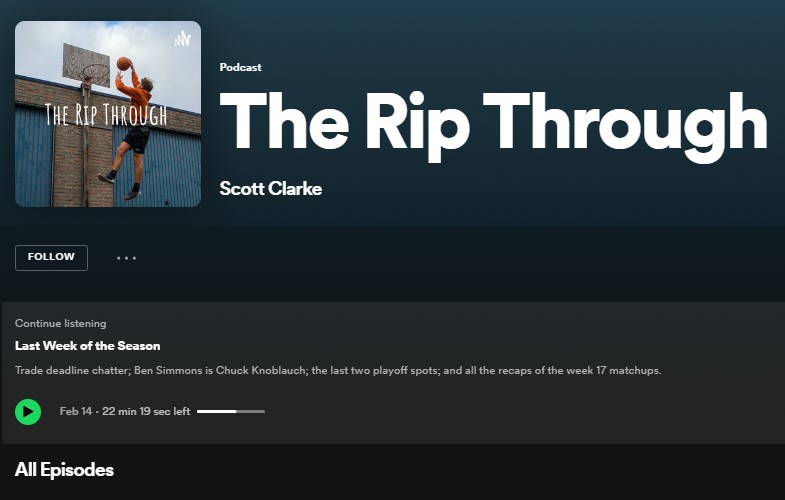 The Rip Through
Podcast
The Rip Through
Scott Clarke
FOLLOW
Continue listening
Last Week of the Season
Trade deadline chatter; Ben Simmons is Chuck Knoblauch; the last two playoff spots; and all the recaps of the week 17 matchups.
Feb 14 · 22 min 19 sec left
All Episodes